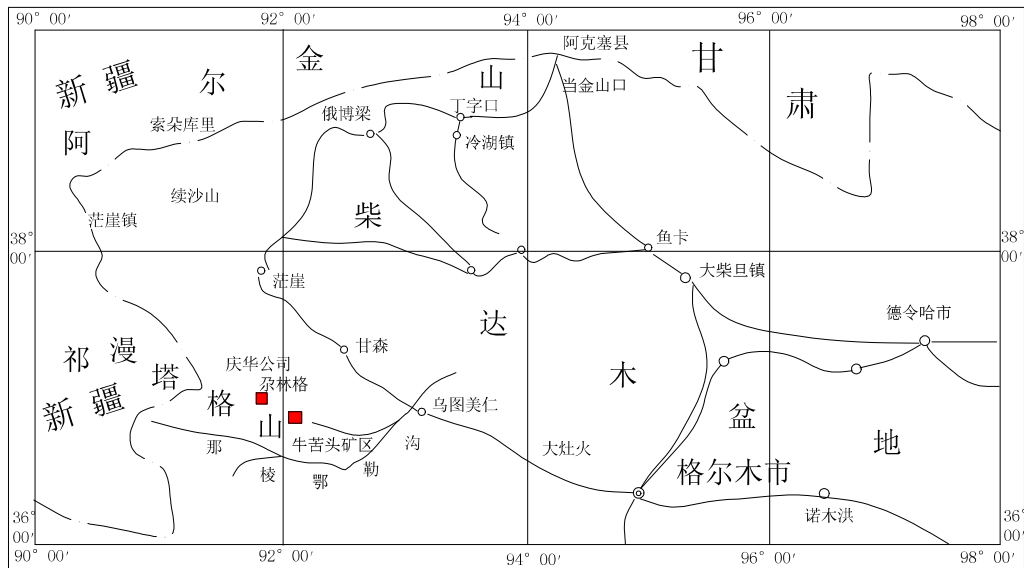 90° 00′
92° 00′
94° 00′
96° 00′
98° 00′
阿克塞县
金
甘
新疆
尔
山
当金山口
肃
丁字口
俄博梁
索朵库里
阿
冷湖镇
续沙山
柴
茫崖镇
鱼卡
38°
00′
38°
00′
大柴旦镇
茫崖
达
德令哈市
甘森
祁漫塔格山
庆华公司
尕林格
木
新疆
乌图美仁
盆
地
牛苦头矿区
那棱鄂勒沟
大灶火
格尔木市
诺木洪
36°
00′
36°
00′
90° 00′
92° 00′
94° 00′
96° 00′
98° 00′